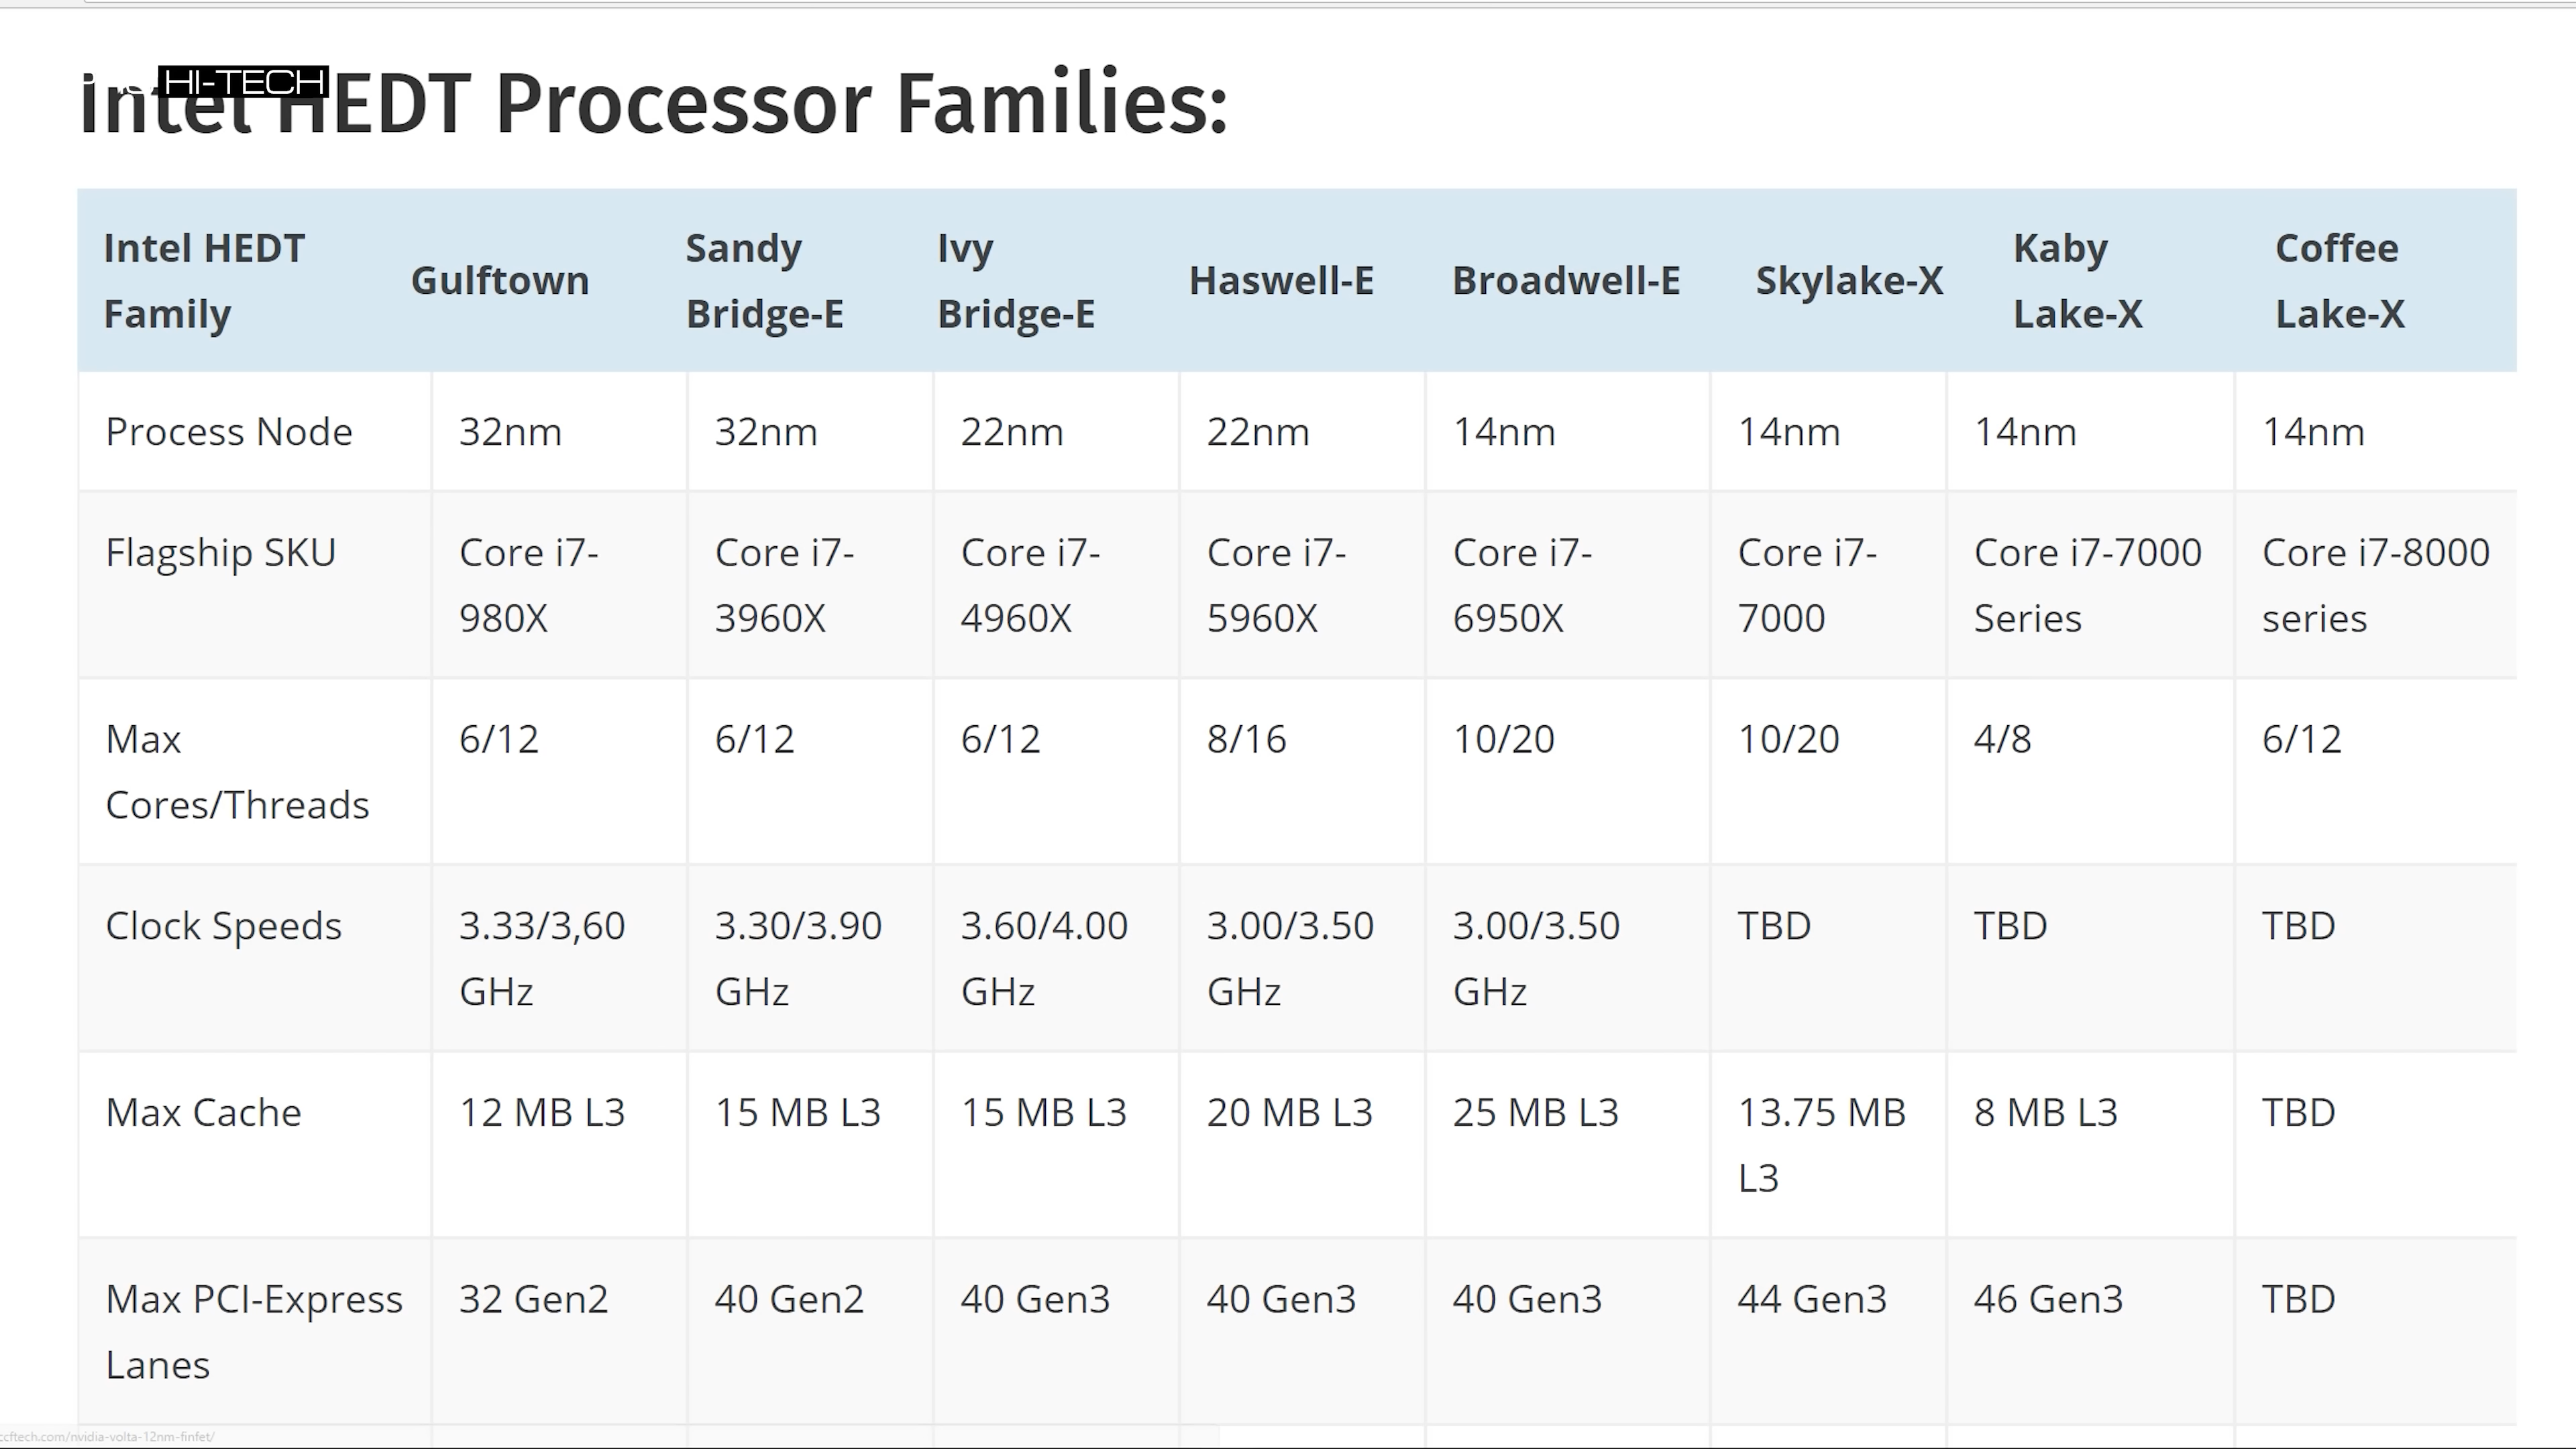 HI-TECH
Intel HEDT Processor Families:
Intel HEDT Family Gulftown Sandy Bridge-E Ivy Bridge-E Haswell-E Broadwell-E Skylake-X Kaby Lake-X Coffee Lake-X
Process Node 32nm 32nm 22nm 22nm 14nm 14nm 14nm 14nm
Flagship SKU Core i7-980X Core i7-3960X Core i7-4960X Core i7-5960X Core i7-6950X Core i7-7000 Core i7-7000 Series Core i7-8000 series
Max Cores/Threads 6/12 6/12 6/12 8/16 10/20 10/20 4/8 6/12
Clock Speeds 3.33/3,60 GHz 3.30/3.90 GHz 3.60/4.00 GHz 3.00/3.50 GHz 3.00/3.50 GHz TBD TBD TBD
Max Cache 12 MB L3 15 MB L3 15 MB L3 20 MB L3 25 MB L3 13.75 MB L3 8 MB L3 TBD
Max PCI-Express Lanes 32 Gen2 40 Gen2 40 Gen3 40 Gen3 40 Gen3 44 Gen3 46 Gen3 TBD
ccftech.com/nvidia-volta-12nm-finfet/